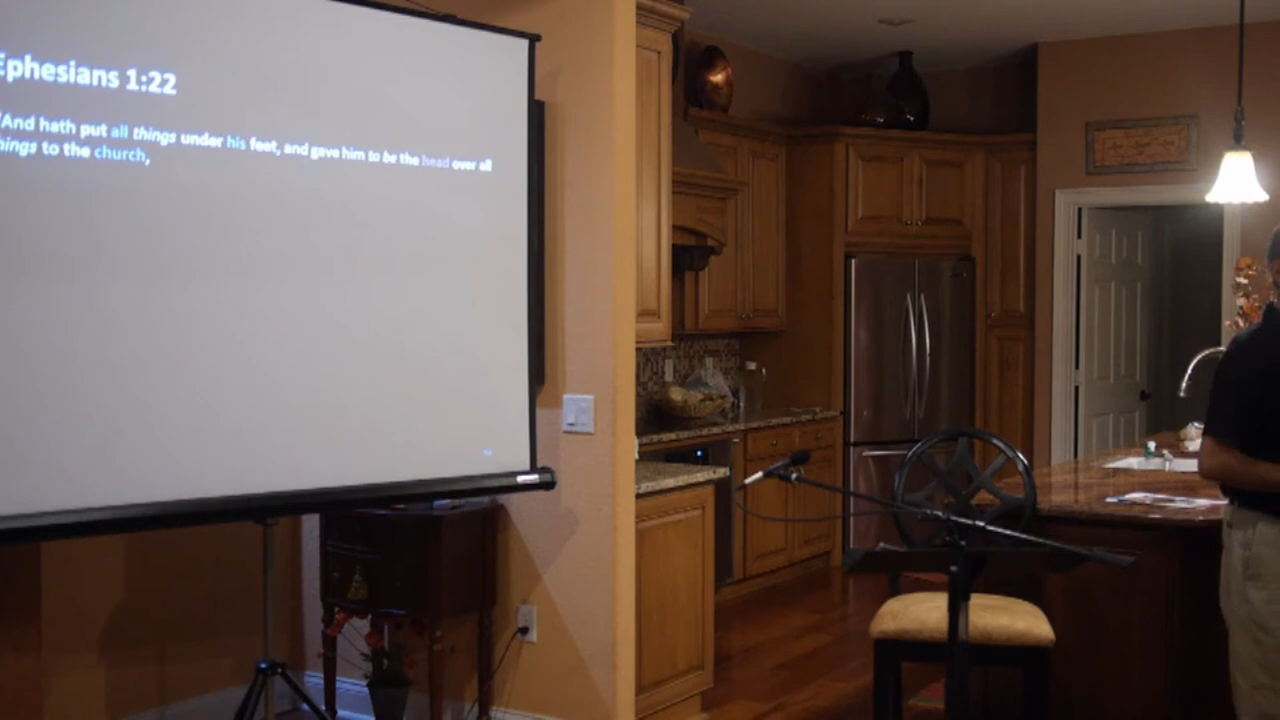 Ephesians 1:22
"And hath put all things under his feet, and gave him to be the head over all
things to the church,